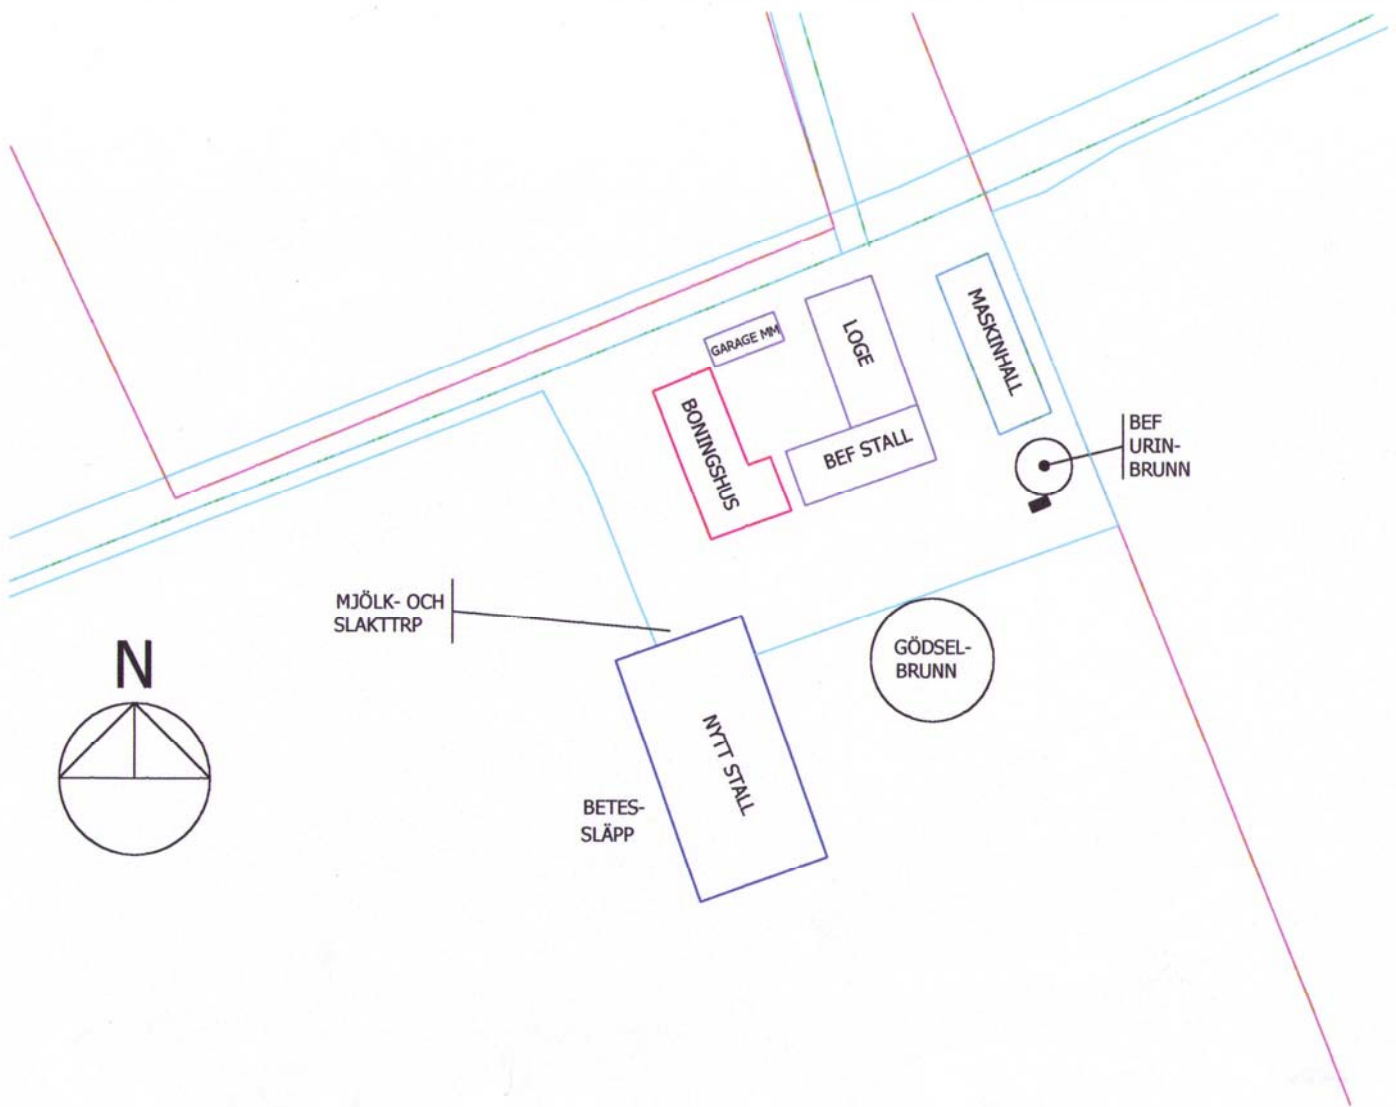 MASKINHALL
LOGE
GARAGE MM
BONINGSHUS
BEF STALL
BEF
URIN-
BRUNN
MJÖLK- OCH
SLAKTTRP
N
GÖDSEL-
BRUNN
NYTT STALL
BETES-
SLÄPP